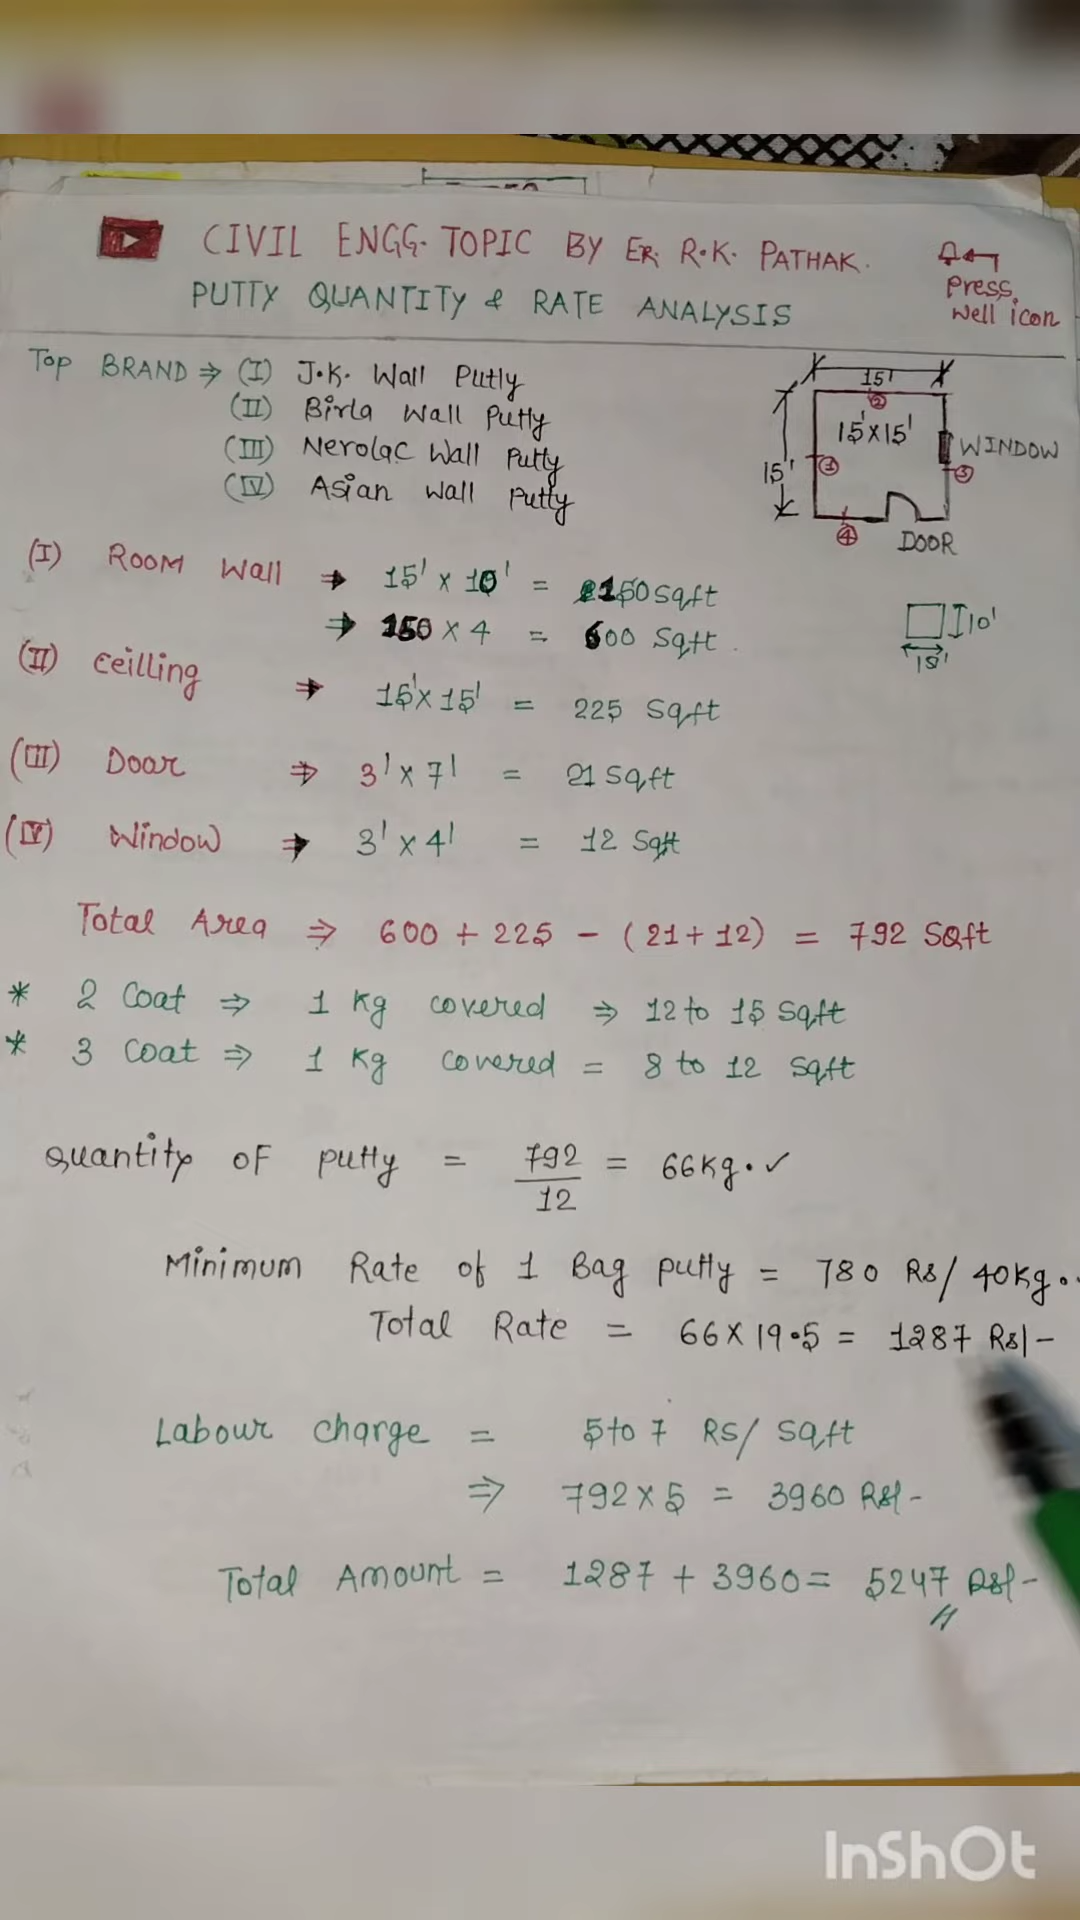 CIVIL ENGG. TOPIC BY ER. R.K. PATHAK.
PUTTY QUANTITY & RATE ANALYSIS
Press
Well icon
Top BRAND ⇒ (I) J.K. Wall Putty
(II) Birla Wall Putty
(III) Nerolac Wall Putty
(IV) Asian Wall Putty
15'
②
15'x15'
15'
①
WINDOW
③
④
DOOR
(I) ROOM Wall → 15' x 10' = 150 Sqft
→ 150 x 4 = 600 Sqft.
10'
15'
(II) Ceilling → 15'x15' = 225 Sqft
(III) Doar ⇒ 3' x 7' = 21 Sqft
(IV) Window → 3' x 4' = 12 Sqft
Total Area ⇒ 600 + 225 - (21+12) = 792 SQft
* 2 Coat ⇒ 1 Kg covered ⇒ 12 to 15 Sqft
* 3 Coat ⇒ 1 Kg covered = 8 to 12 Sqft
Quantity OF putty = 792/12 = 66Kg. ✓
Minimum Rate of 1 Bag putty = 780 Rs/ 40Kg..
Total Rate = 66 x 19.5 = 1287 Rs/-
Labour charge = 5 to 7 RS/ Sqft
⇒ 792 x 5 = 3960 Rs/-
Total Amount = 1287 + 3960 = 5247 Rs/-
InShOt